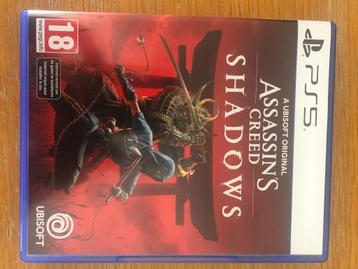 PS5
A UBISOFT ORIGINAL
ASSASSIN'S
CREED
SHADOWS
18
www.pegi.info
UBISOFT